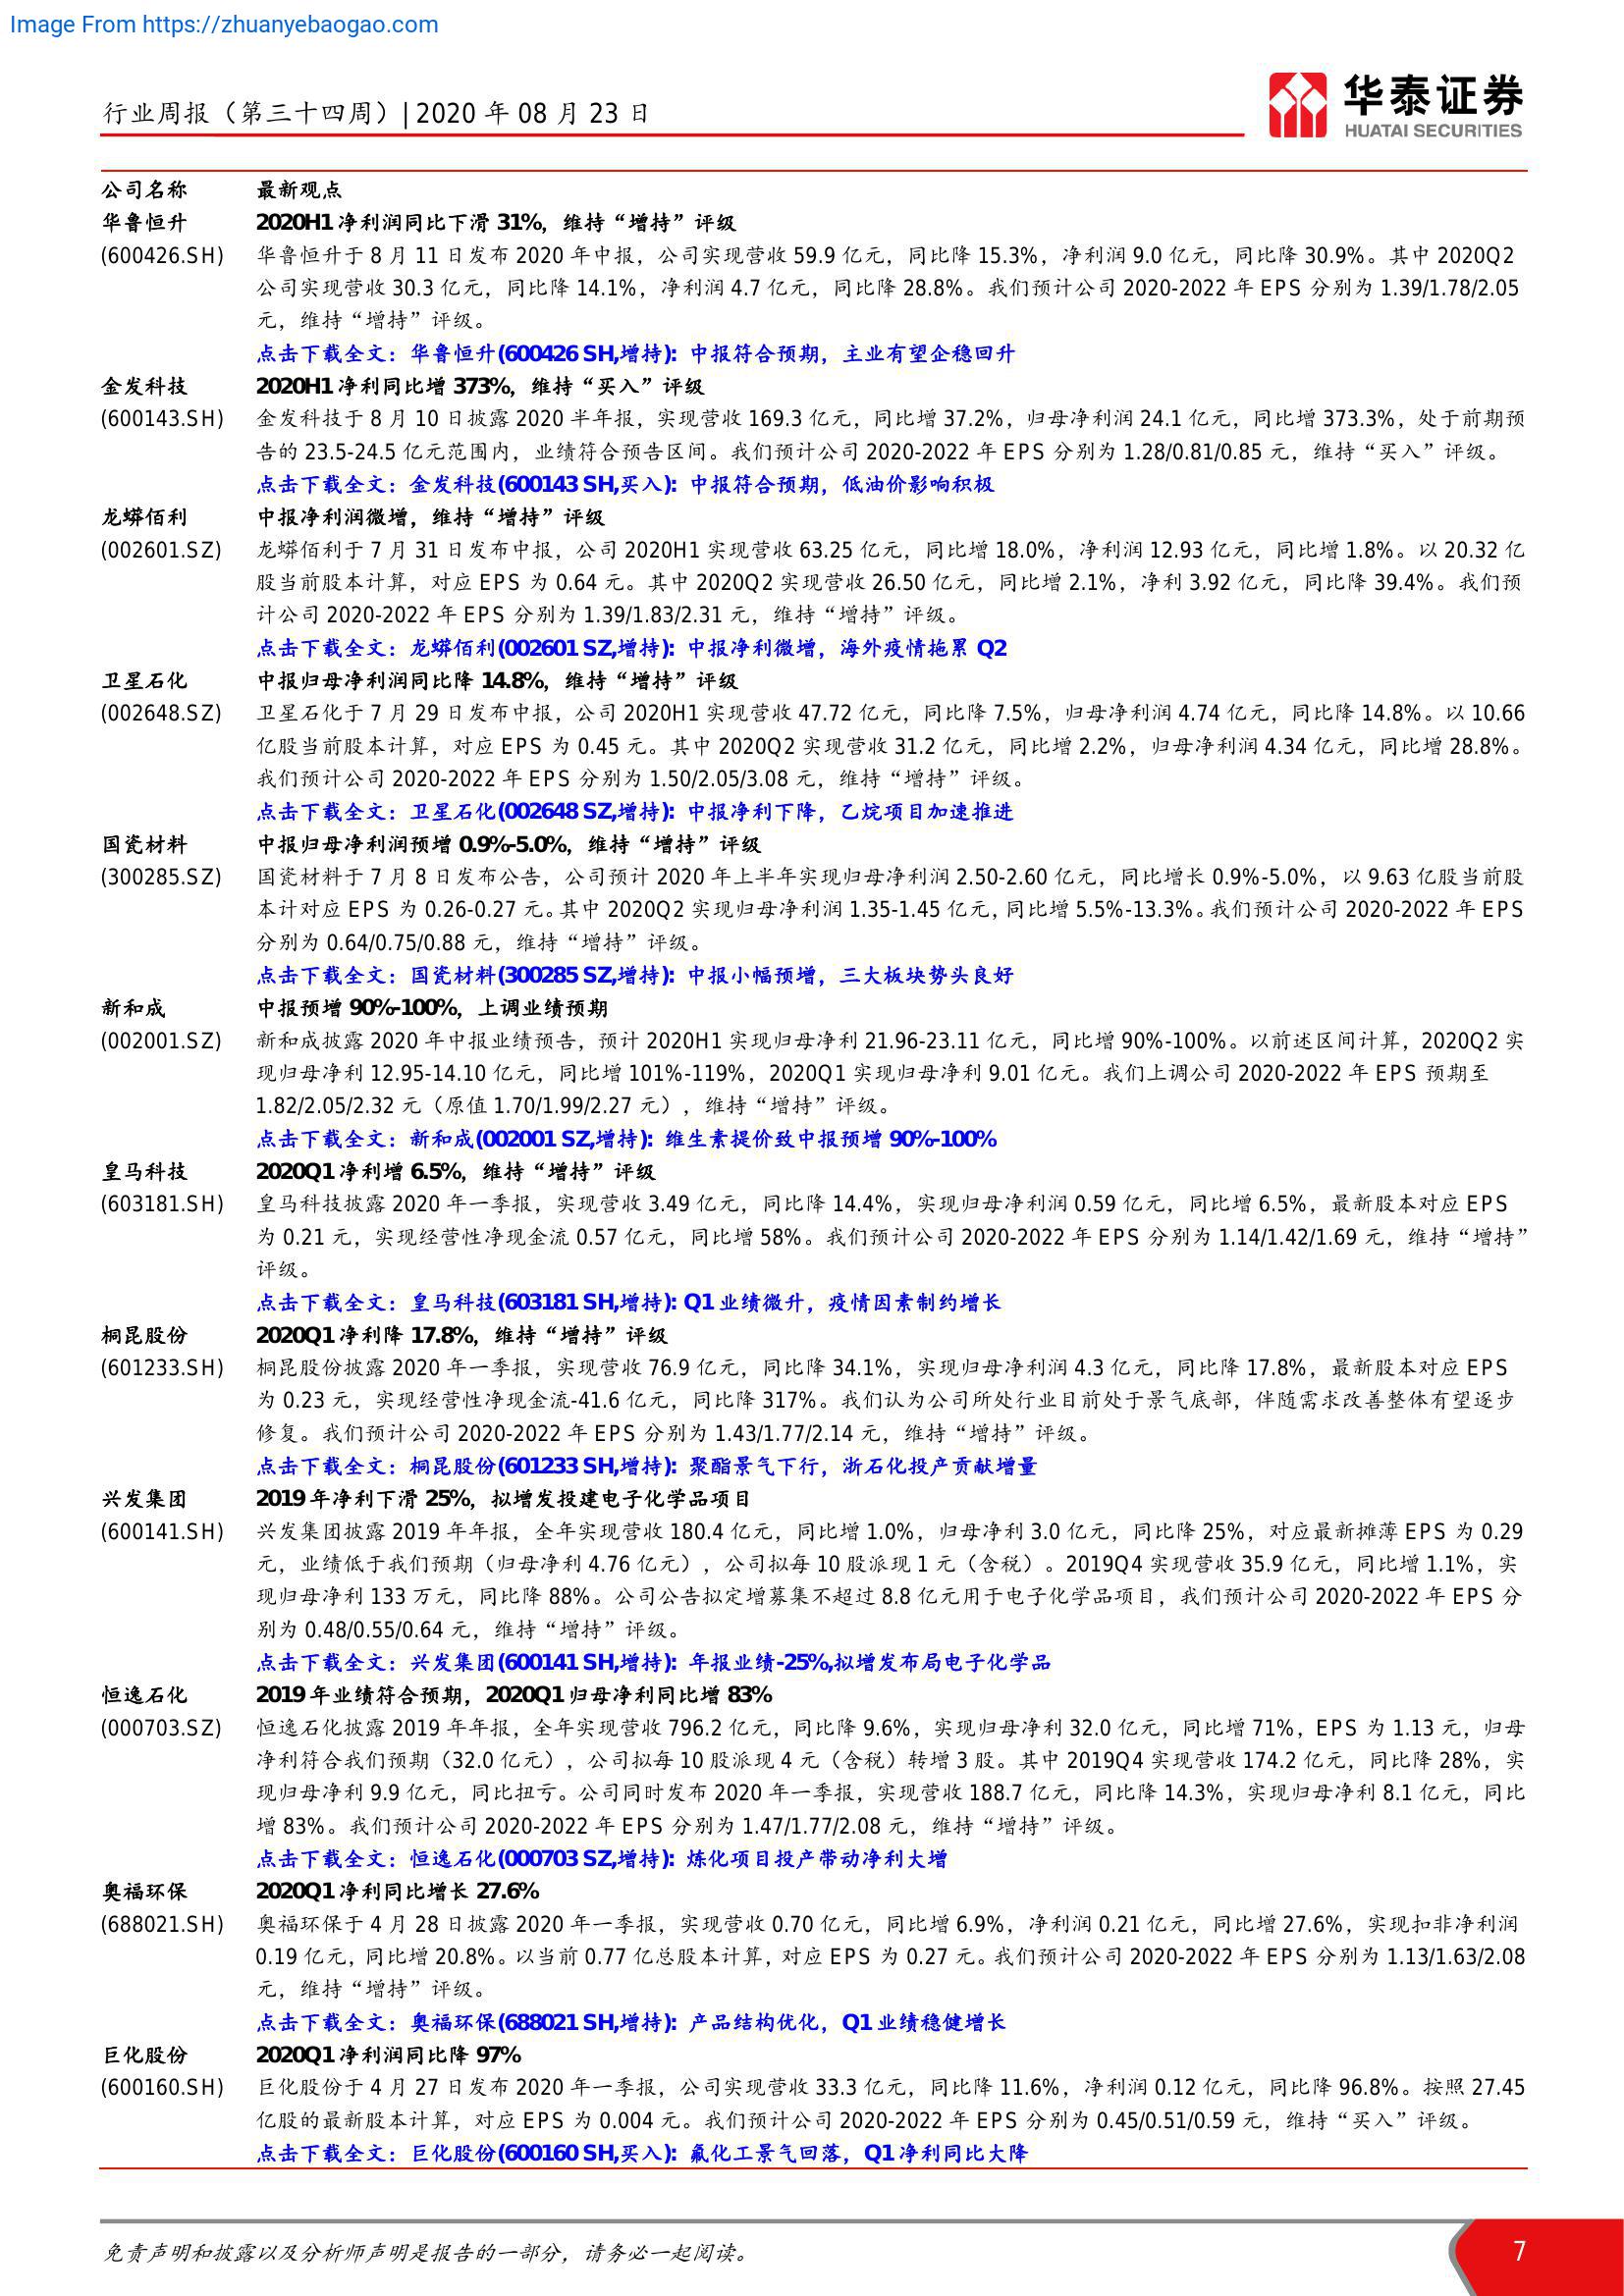 Image From https://zhuanyebaogao.com
行业周报（第三十四周）| 2020 年 08 月 23 日
华泰证券
HUATAI SECURITIES
公司名称 最新观点
华鲁恒升 2020H1 净利润同比下滑 31%，维持“增持”评级
(600426.SH) 华鲁恒升于 8 月 11 日发布 2020 年中报，公司实现营收 59.9 亿元，同比降 15.3%，净利润 9.0 亿元，同比降 30.9%。其中 2020Q2
公司实现营收 30.3 亿元，同比降 14.1%，净利润 4.7 亿元，同比降 28.8%。我们预计公司 2020-2022 年 EPS 分别为 1.39/1.78/2.05
元，维持“增持”评级。
点击下载全文：华鲁恒升(600426 SH,增持)：中报符合预期，主业有望企稳回升
金发科技 2020H1 净利同比增 373%，维持“买入”评级
(600143.SH) 金发科技于 8 月 10 日披露 2020 半年报，实现营收 169.3 亿元，同比增 37.2%，归母净利润 24.1 亿元，同比增 373.3%，处于前期预
告的 23.5-24.5 亿元范围内，业绩符合预告区间。我们预计公司 2020-2022 年 EPS 分别为 1.28/0.81/0.85 元，维持“买入”评级。
点击下载全文：金发科技(600143 SH,买入)：中报符合预期，低油价影响积极
龙蟒佰利 中报净利润微增，维持“增持”评级
(002601.SZ) 龙蟒佰利于 7 月 31 日发布中报，公司 2020H1 实现营收 63.25 亿元，同比增 18.0%，净利润 12.93 亿元，同比增 1.8%。以 20.32 亿
股当前股本计算，对应 EPS 为 0.64 元。其中 2020Q2 实现营收 26.50 亿元，同比增 2.1%，净利 3.92 亿元，同比降 39.4%。我们预
计公司 2020-2022 年 EPS 分别为 1.39/1.83/2.31 元，维持“增持”评级。
点击下载全文：龙蟒佰利(002601 SZ,增持)：中报净利微增，海外疫情拖累 Q2
卫星石化 中报归母净利润同比降 14.8%，维持“增持”评级
(002648.SZ) 卫星石化于 7 月 29 日发布中报，公司 2020H1 实现营收 47.72 亿元，同比降 7.5%，归母净利润 4.74 亿元，同比降 14.8%。以 10.66
亿股当前股本计算，对应 EPS 为 0.45 元。其中 2020Q2 实现营收 31.2 亿元，同比增 2.2%，归母净利润 4.34 亿元，同比增 28.8%。
我们预计公司 2020-2022 年 EPS 分别为 1.50/2.05/3.08 元，维持“增持”评级。
点击下载全文：卫星石化(002648 SZ,增持)：中报净利下降，乙烷项目加速推进
国瓷材料 中报归母净利润预增 0.9%-5.0%，维持“增持”评级
(300285.SZ) 国瓷材料于 7 月 8 日发布公告，公司预计 2020 年上半年实现归母净利润 2.50-2.60 亿元，同比增长 0.9%-5.0%，以 9.63 亿股当前股
本计对应 EPS 为 0.26-0.27 元。其中 2020Q2 实现归母净利润 1.35-1.45 亿元，同比增 5.5%-13.3%。我们预计公司 2020-2022 年 EPS
分别为 0.64/0.75/0.88 元，维持“增持”评级。
点击下载全文：国瓷材料(300285 SZ,增持)：中报小幅预增，三大板块势头良好
新和成 中报预增 90%-100%，上调业绩预期
(002001.SZ) 新和成披露 2020 年中报业绩预告，预计 2020H1 实现归母净利 21.96-23.11 亿元，同比增 90%-100%。以前述区间计算，2020Q2 实
现归母净利 12.95-14.10 亿元，同比增 101%-119%，2020Q1 实现归母净利 9.01 亿元。我们上调公司 2020-2022 年 EPS 预期至
1.82/2.05/2.32 元（原值 1.70/1.99/2.27 元），维持“增持”评级。
点击下载全文：新和成(002001 SZ,增持)：维生素提价致中报预增 90%-100%
皇马科技 2020Q1 净利增 6.5%，维持“增持”评级
(603181.SH) 皇马科技披露 2020 年一季报，实现营收 3.49 亿元，同比降 14.4%，实现归母净利润 0.59 亿元，同比增 6.5%，最新股本对应 EPS
为 0.21 元，实现经营性净现金流 0.57 亿元，同比增 58%。我们预计公司 2020-2022 年 EPS 分别为 1.14/1.42/1.69 元，维持“增持”
评级。
点击下载全文：皇马科技(603181 SH,增持)：Q1 业绩微升，疫情因素制约增长
桐昆股份 2020Q1 净利降 17.8%，维持“增持”评级
(601233.SH) 桐昆股份披露 2020 年一季报，实现营收 76.9 亿元，同比降 34.1%，实现归母净利润 4.3 亿元，同比降 17.8%，最新股本对应 EPS
为 0.23 元，实现经营性净现金流-41.6 亿元，同比降 317%。我们认为公司所处行业目前处于景气底部，伴随需求改善整体有望逐步
修复。我们预计公司 2020-2022 年 EPS 分别为 1.43/1.77/2.14 元，维持“增持”评级。
点击下载全文：桐昆股份(601233 SH,增持)：聚酯景气下行，浙石化投产贡献增量
兴发集团 2019 年净利下滑 25%，拟增发投建电子化学品项目
(600141.SH) 兴发集团披露 2019 年年报，全年实现营收 180.4 亿元，同比增 1.0%，归母净利 3.0 亿元，同比降 25%，对应最新摊薄 EPS 为 0.29
元，业绩低于我们预期（归母净利 4.76 亿元），公司拟每 10 股派现 1 元（含税）。2019Q4 实现营收 35.9 亿元，同比增 1.1%，实
现归母净利 133 万元，同比降 88%。公司公告拟定增募集不超过 8.8 亿元用于电子化学品项目，我们预计公司 2020-2022 年 EPS 分
别为 0.48/0.55/0.64 元，维持“增持”评级。
点击下载全文：兴发集团(600141 SH,增持)：年报业绩-25%,拟增发布局电子化学品
恒逸石化 2019 年业绩符合预期，2020Q1 归母净利同比增 83%
(000703.SZ) 恒逸石化披露 2019 年年报，全年实现营收 796.2 亿元，同比降 9.6%，实现归母净利 32.0 亿元，同比增 71%，EPS 为 1.13 元，归母
净利符合我们预期（32.0 亿元），公司拟每 10 股派现 4 元（含税）转增 3 股。其中 2019Q4 实现营收 174.2 亿元，同比降 28%，实
现归母净利 9.9 亿元，同比扭亏。公司同时发布 2020 年一季报，实现营收 188.7 亿元，同比降 14.3%，实现归母净利 8.1 亿元，同比
增 83%。我们预计公司 2020-2022 年 EPS 分别为 1.47/1.77/2.08 元，维持“增持”评级。
点击下载全文：恒逸石化(000703 SZ,增持)：炼化项目投产带动净利大增
奥福环保 2020Q1 净利同比增长 27.6%
(688021.SH) 奥福环保于 4 月 28 日披露 2020 年一季报，实现营收 0.70 亿元，同比增 6.9%，净利润 0.21 亿元，同比增 27.6%，实现扣非净利润
0.19 亿元，同比增 20.8%。以当前 0.77 亿总股本计算，对应 EPS 为 0.27 元。我们预计公司 2020-2022 年 EPS 分别为 1.13/1.63/2.08
元，维持“增持”评级。
点击下载全文：奥福环保(688021 SH,增持)：产品结构优化，Q1 业绩稳健增长
巨化股份 2020Q1 净利润同比降 97%
(600160.SH) 巨化股份于 4 月 27 日发布 2020 年一季报，公司实现营收 33.3 亿元，同比降 11.6%，净利润 0.12 亿元，同比降 96.8%。按照 27.45
亿股的最新股本计算，对应 EPS 为 0.004 元。我们预计公司 2020-2022 年 EPS 分别为 0.45/0.51/0.59 元，维持“买入”评级。
点击下载全文：巨化股份(600160 SH,买入)：氟化工景气回落，Q1 净利同比大降
免责声明和披露以及分析师声明是报告的一部分，请务必一起阅读。 7